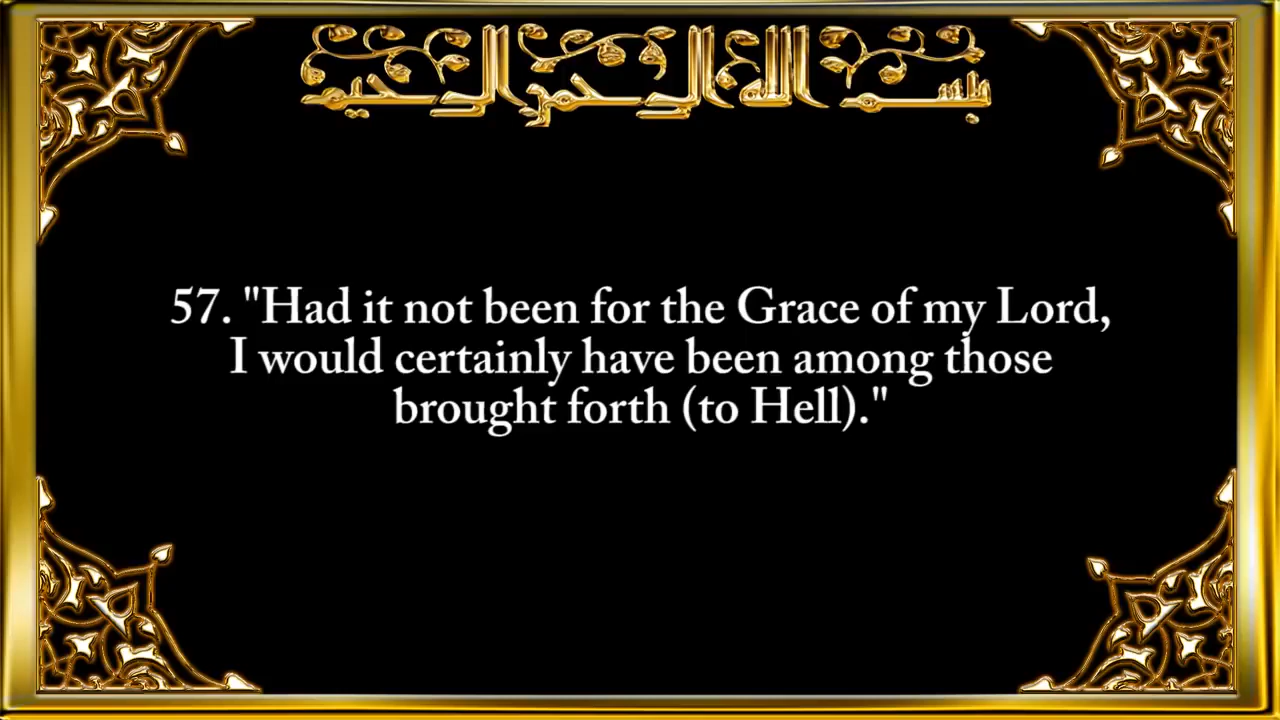 بسم الله الرحمن الرحيم
57. "Had it not been for the Grace of my Lord,
I would certainly have been among those
brought forth (to Hell)."